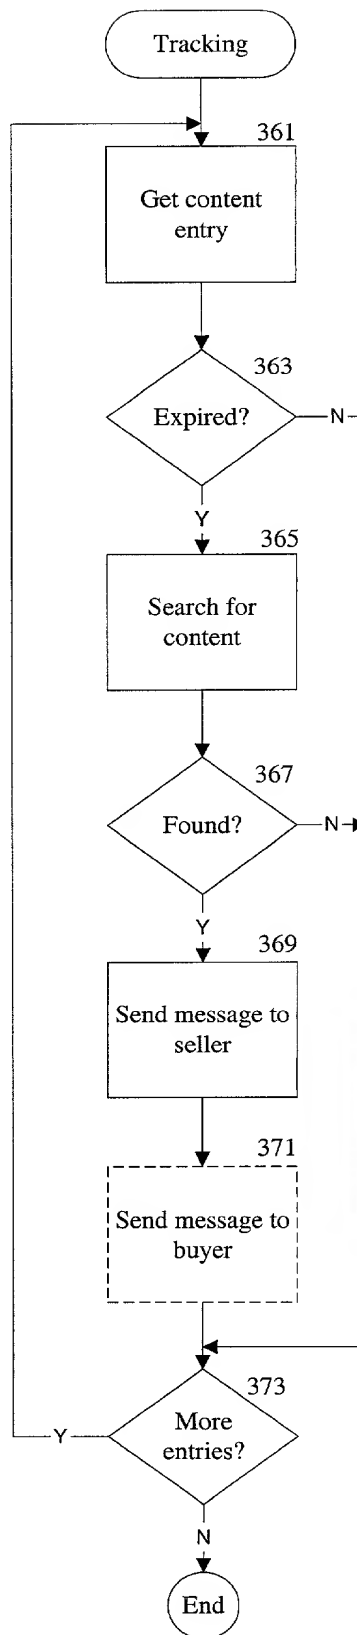 Tracking
361
Get content
entry
363
Expired?
N
Y
365
Search for
content
367
Found?
N
Y
369
Send message to
seller
371
Send message to
buyer
373
More
entries?
Y
N
End